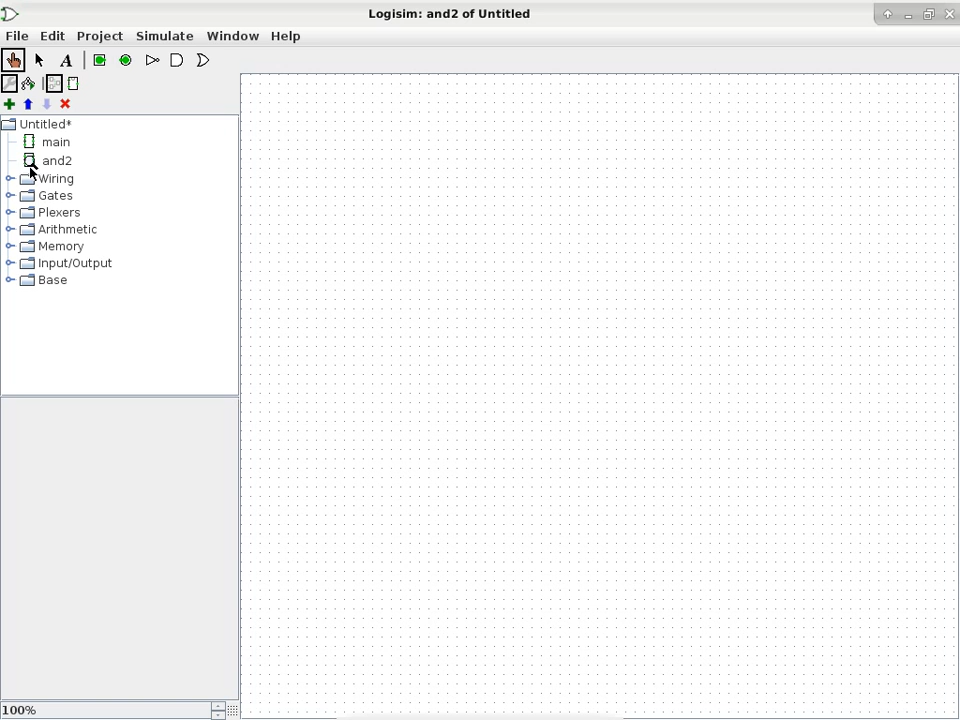 Logisim: and2 of Untitled
File Edit Project Simulate Window Help
A
Untitled*
main
and2
Wiring
Gates
Plexers
Arithmetic
Memory
Input/Output
Base
100%